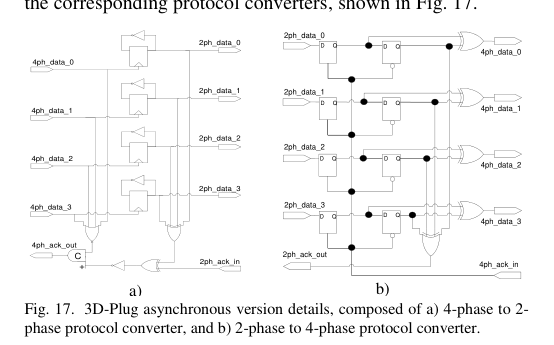 the corresponding protocol converters, shown in Fig. 17.
2ph_data_0
4ph_data_0
2ph_data_1
4ph_data_1
2ph_data_2
4ph_data_2
2ph_data_3
4ph_data_3
4ph_ack_out
C
+
2ph_ack_in
a)
2ph_data_0
D Q
D Q
4ph_data_0
2ph_data_1
D Q
D Q
4ph_data_1
2ph_data_2
D Q
D Q
4ph_data_2
2ph_data_3
D Q
D Q
4ph_data_3
2ph_ack_out
4ph_ack_in
b)
Fig. 17. 3D-Plug asynchronous version details, composed of a) 4-phase to 2-
phase protocol converter, and b) 2-phase to 4-phase protocol converter.